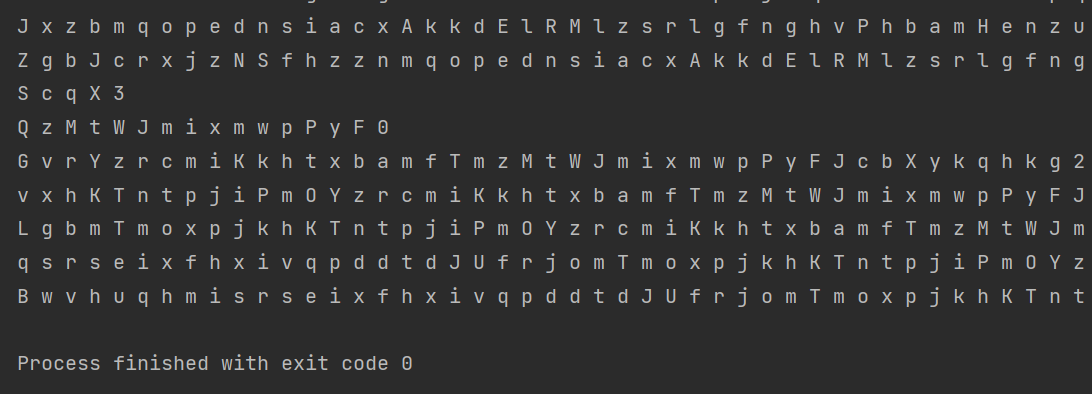 J x z b m q o p e d n s i a c x A k k d E l R M l z s r l g f n g h v P h b a m H e n z u
Z g b J c r x j z N S f h z z n m q o p e d n s i a c x A k k d E l R M l z s r l g f n g
S c q X 3
Q z M t W J m i x m w p P y F 0
G v r Y z r c m i K k h t x b a m f T m z M t W J m i x m w p P y F J c b X y k q h k g 2
v x h K T n t p j i P m O Y z r c m i K k h t x b a m f T m z M t W J m i x m w p P y F J
L g b m T m o x p j k h K T n t p j i P m O Y z r c m i K k h t x b a m f T m z M t W J m
q s r s e i x f h x i v q p d d t d J U f r j o m T m o x p j k h K T n t p j i P m O Y z
B w v h u q h m i s r s e i x f h x i v q p d d t d J U f r j o m T m o x p j k h K T n t
Process finished with exit code 0